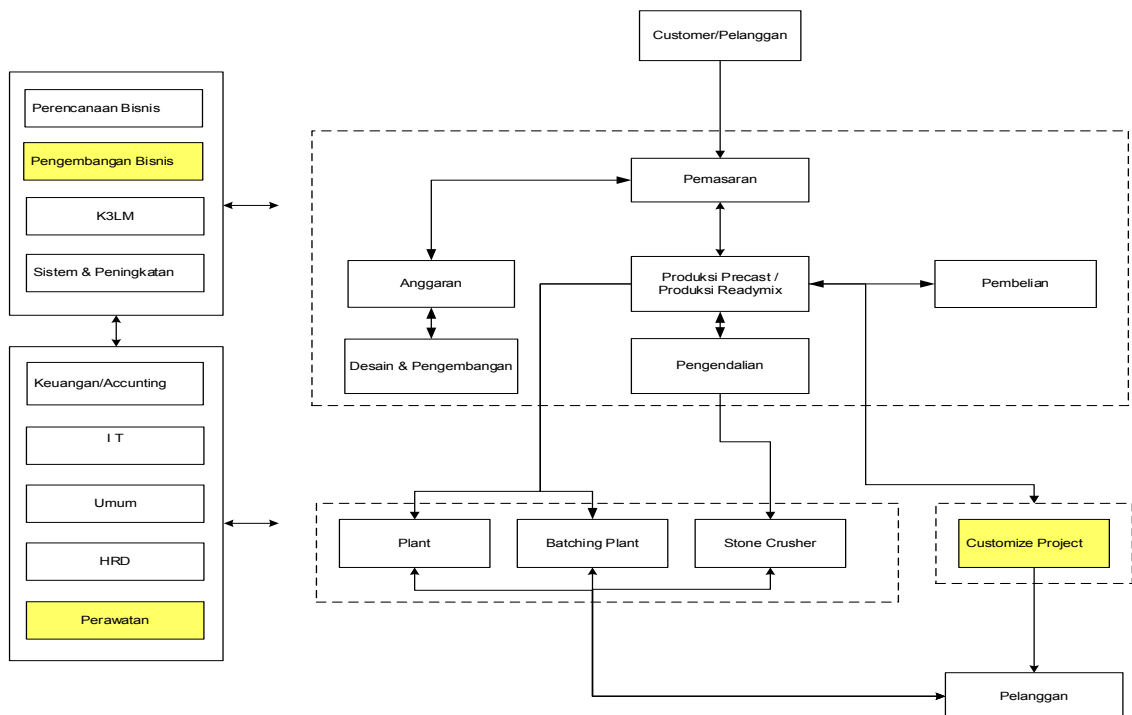 Customer/Pelanggan
Perencanaan Bisnis
Pengembangan Bisnis
K3LM
Sistem & Peningkatan
Pemasaran
Anggaran
Produksi Precast /
Produksi Readymix
Pembelian
Desain & Pengembangan
Pengendalian
Keuangan/Accunting
I T
Umum
HRD
Perawatan
Plant
Batching Plant
Stone Crusher
Customize Project
Pelanggan